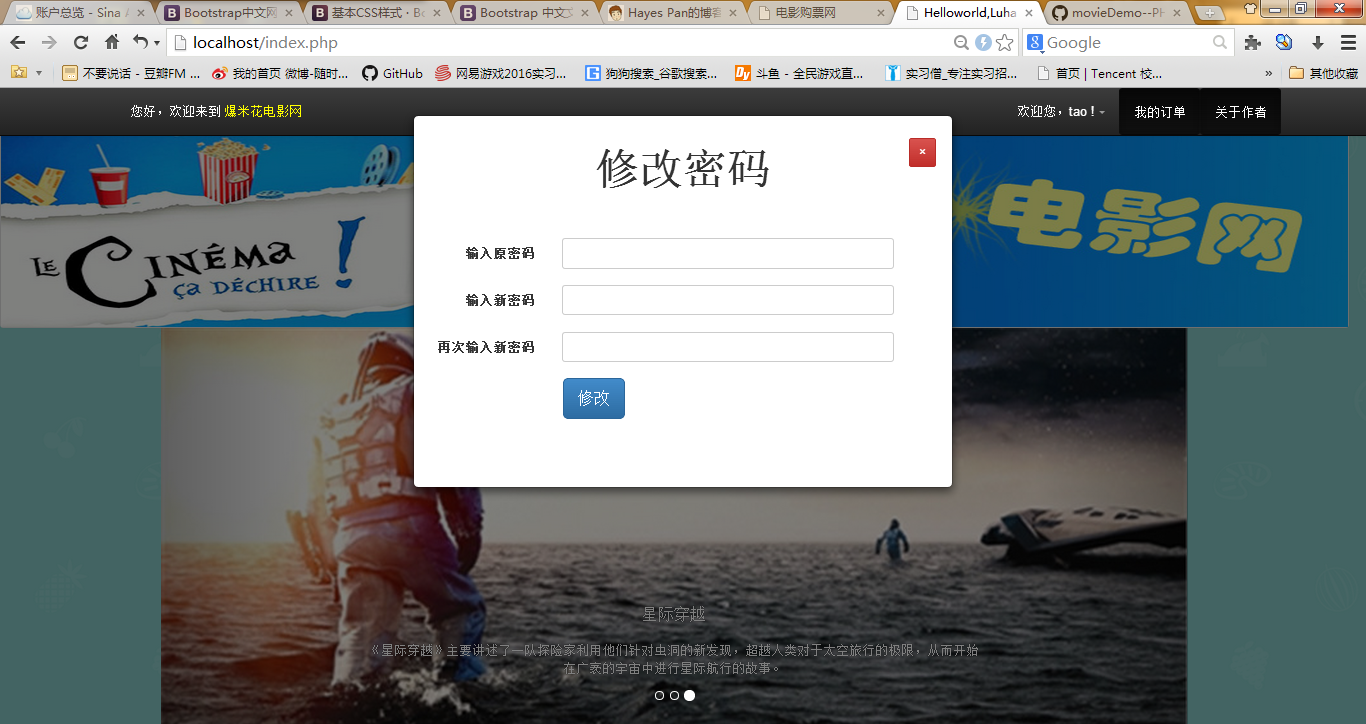 账户总览 - Sina A
Bootstrap中文网
基本CSS样式 · Bo
Bootstrap 中文文
Hayes Pan的博客
电影购票网
Helloworld,Luha
movieDemo--PH
localhost/index.php
Google
不要说话 - 豆瓣FM ...
我的首页 微博-随时...
GitHub
网易游戏2016实习...
狗狗搜索_谷歌搜索...
斗鱼 - 全民游戏直...
实习僧_专注实习招...
首页 | Tencent 校...
»
其他收藏
您好，欢迎来到 爆米花电影网
欢迎您，tao !
我的订单
关于作者
修改密码
×
LE CINÉMA
ÇA DÉCHIRE !
电影网
输入原密码
输入新密码
再次输入新密码
修改
星际穿越
《星际穿越》主要讲述了一队探险家利用他们针对虫洞的新发现，超越人类对于太空旅行的极限，从而开始
在广袤的宇宙中进行星际航行的故事。